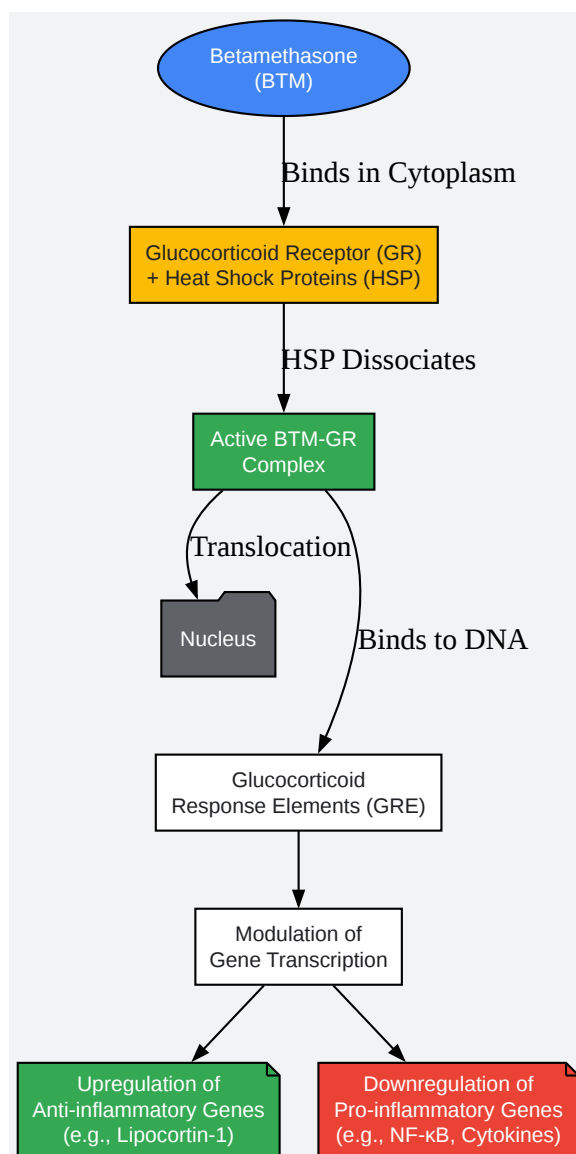 Betamethasone
(BTM)
Binds in Cytoplasm
Glucocorticoid Receptor (GR)
+ Heat Shock Proteins (HSP)
HSP Dissociates
Active BTM-GR
Complex
Translocation
Nucleus
Binds to DNA
Glucocorticoid
Response Elements (GRE)
Modulation of
Gene Transcription
Upregulation of
Anti-inflammatory Genes
(e.g., Lipocortin-1)
Downregulation of
Pro-inflammatory Genes
(e.g., NF-κB, Cytokines)